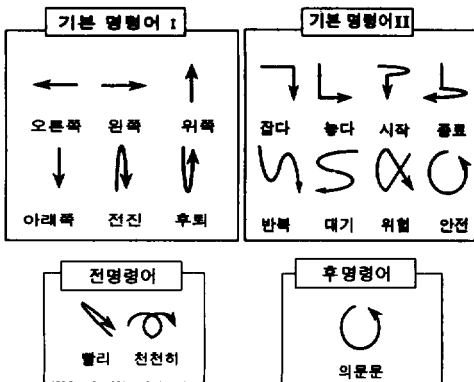 기본 명령어 I
오른쪽 왼쪽 위쪽
아래쪽 전진 후퇴
기본 명령어II
잡다 놓다 시작 종료
반복 대기 위험 안전
전명령어
빨리 천천히
후명령어
의문문